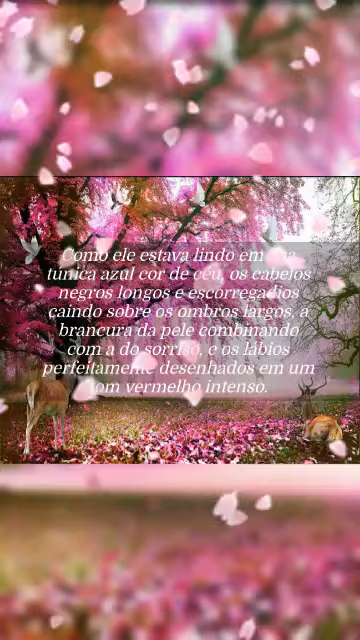 Como ele estava lindo em
túnica azul cor de céu, os cabelos
negros longos e escorregadios
caindo sobre os ombros largos, a
brancura da pele combinando
com a do sorriso, e os lábios
perfeitamente desenhados em um
tom vermelho intenso.